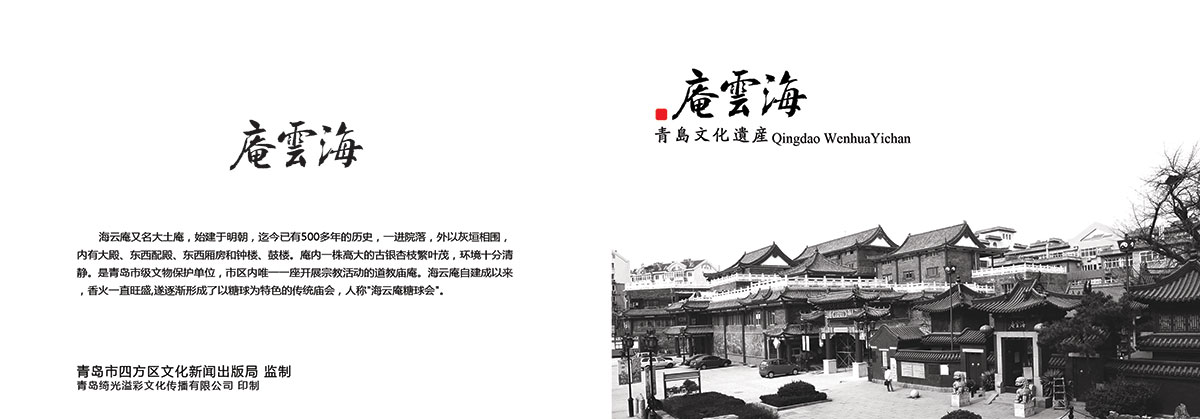 庵雲海
海云庵又名大士庵，始建于明朝，迄今已有500多年的历史，一进院落，外以灰垣相围，
内有大殿、东西配殿、东西厢房和钟楼、鼓楼。庵内一株高大的古银杏枝繁叶茂，环境十分清
静。是青岛市级文物保护单位，市区内唯一一座开展宗教活动的道教庙庵。海云庵自建成以来
，香火一直旺盛,遂逐渐形成了以糖球为特色的传统庙会，人称"海云庵糖球会"。
青岛市四方区文化新闻出版局 监制
青岛绮光溢彩文化传播有限公司 印制
庵雲海
青島文化遺産Qingdao WenhuaYichan